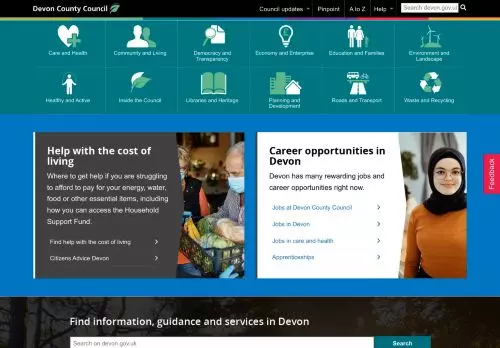 Devon County Council
Council updates
Pinpoint
A to Z
Help
Search devon.gov.uk
Care and Health
Community and Living
Democracy and
Transparency
Economy and Enterprise
Education and Families
Environment and
Landscape
Healthy and Active
Inside the Council
Libraries and Heritage
Planning and
Development
Roads and Transport
Waste and Recycling
Help with the cost of
living
Where to get help if you are struggling
to afford to pay for your energy, water,
food or other essential items, including
how you can access the Household
Support Fund.
Find help with the cost of living
Citizens Advice Devon
Career opportunities in
Devon
Devon has many rewarding jobs and
career opportunities right now.
Jobs at Devon County Council
Jobs in Devon
Jobs in care and health
Apprenticeships
Feedback
Find information, guidance and services in Devon
Search on devon.gov.uk
Search